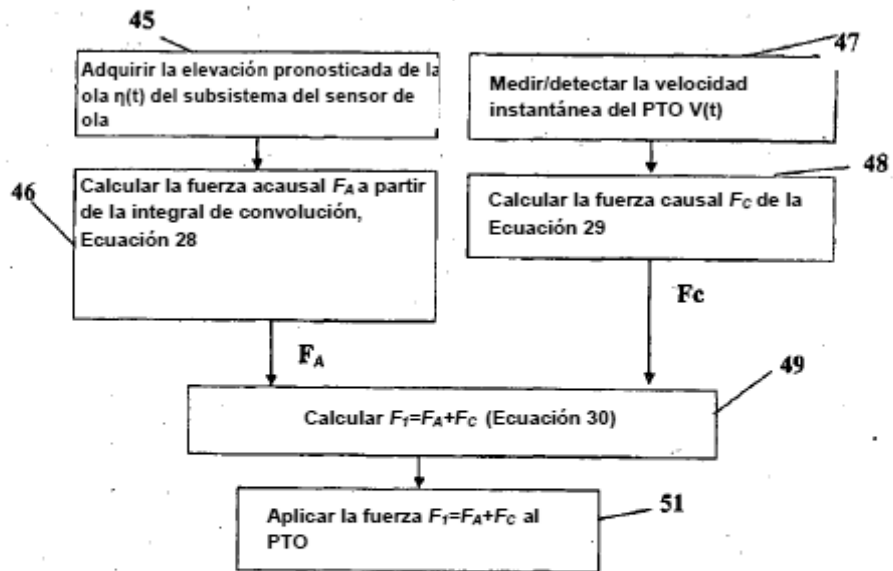 45
Adquirir la elevación pronosticada de la
ola η(t) del subsistema del sensor de
ola
47
Medir/detectar la velocidad
instantánea del PTO V(t)
46
Calcular la fuerza acausal F_A a partir
de la integral de convolución,
Ecuación 28
48
Calcular la fuerza causal F_C de la
Ecuación 29
F_A
Fc
49
Calcular F_1=F_A+F_C (Ecuación 30)
51
Aplicar la fuerza F_1=F_A+F_C al
PTO